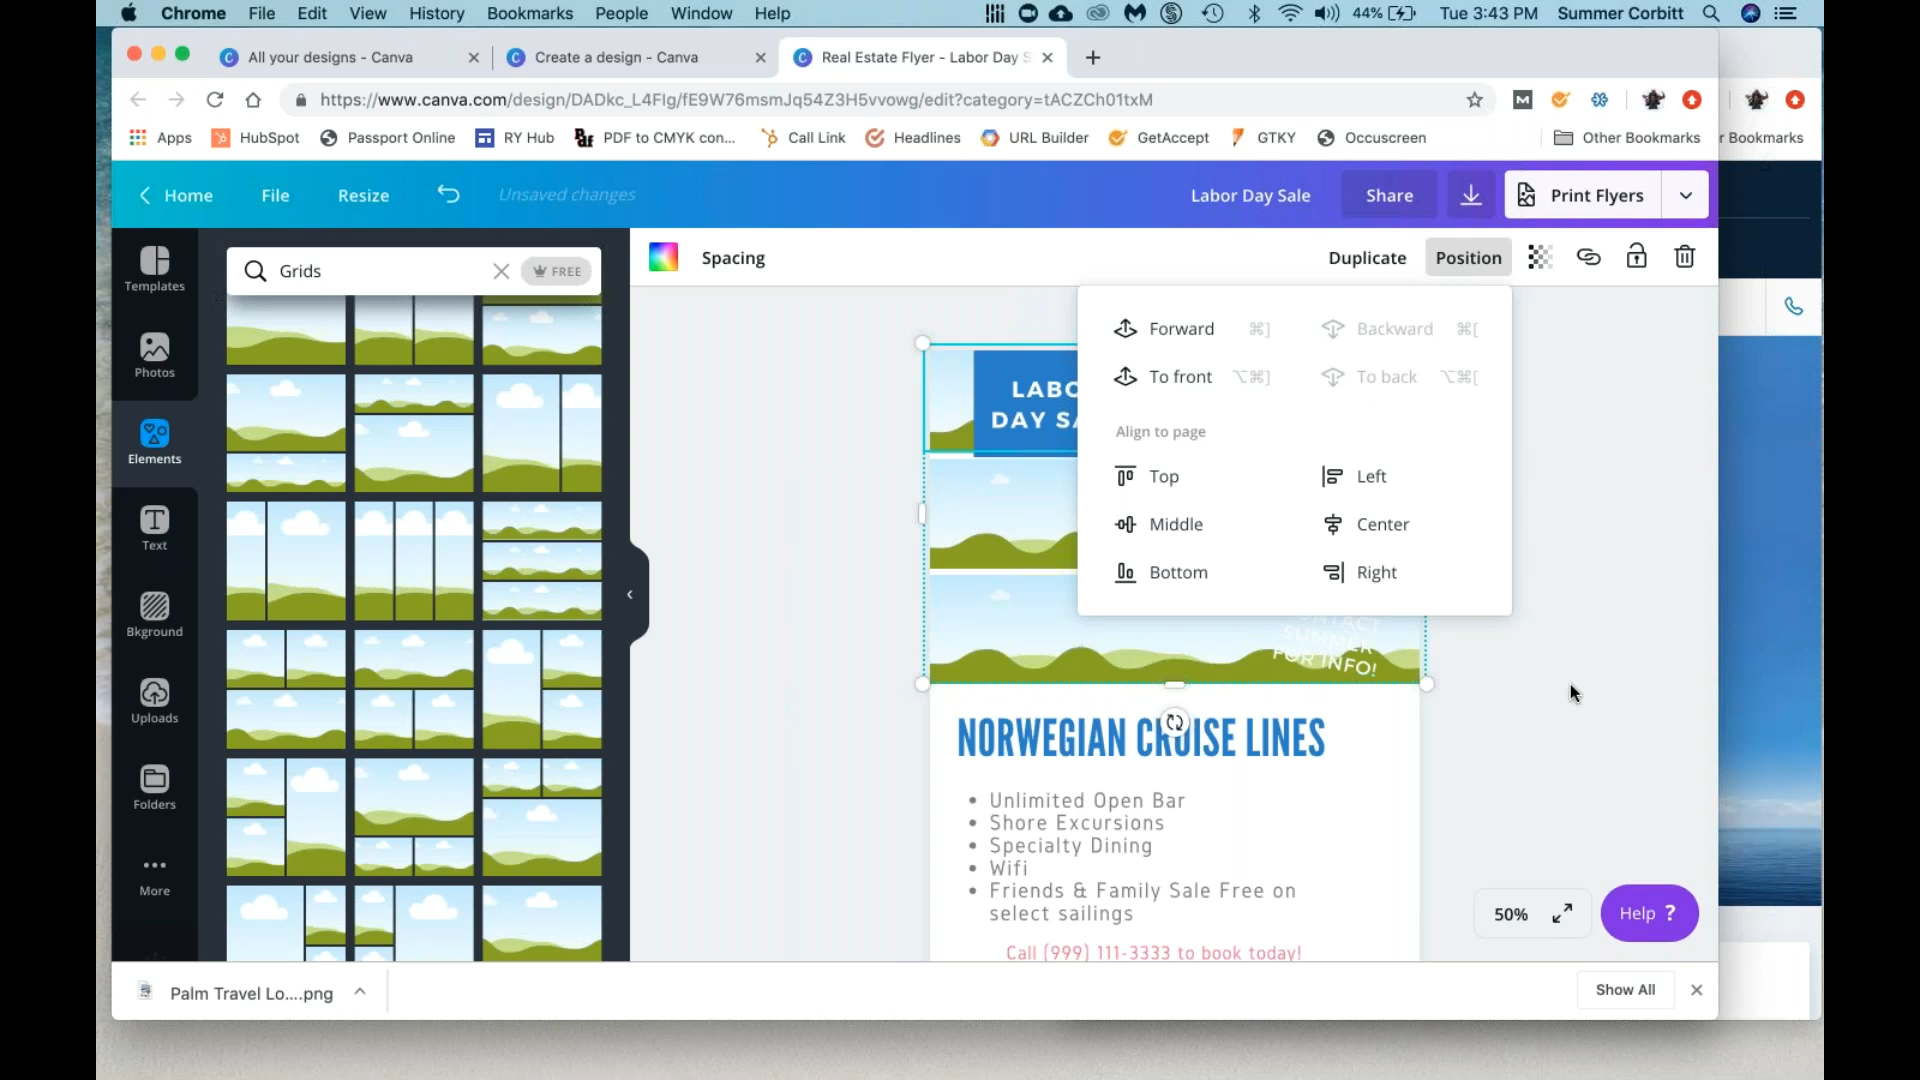 Chrome File Edit View History Bookmarks People Window Help 44% Tue 3:43 PM Summer Corbitt
All your designs - Canva Create a design - Canva Real Estate Flyer - Labor Day S
https://www.canva.com/design/DADkc_L4FIg/fE9W76msmJq54Z3H5vvowg/edit?category=tACZCh01txM
Apps HubSpot Passport Online RY Hub PDF to CMYK con... Call Link Headlines URL Builder GetAccept GTKY Occuscreen Other Bookmarks r Bookmarks
Home File Resize Unsaved changes Labor Day Sale Share Print Flyers
Templates
Photos
Elements
Text
Bkground
Uploads
Folders
More
Grids FREE
Spacing Duplicate Position
Forward ⌘] Backward ⌘[
To front ⌥⌘] To back ⌥⌘[
Align to page
Top Left
Middle Center
Bottom Right
LABO
DAY SA
SUMMER
FOR INFO!
NORWEGIAN CRUISE LINES
• Unlimited Open Bar
• Shore Excursions
• Specialty Dining
• Wifi
• Friends & Family Sale Free on
select sailings
Call (999) 111-3333 to book today!
50% Help ?
Palm Travel Lo....png Show All